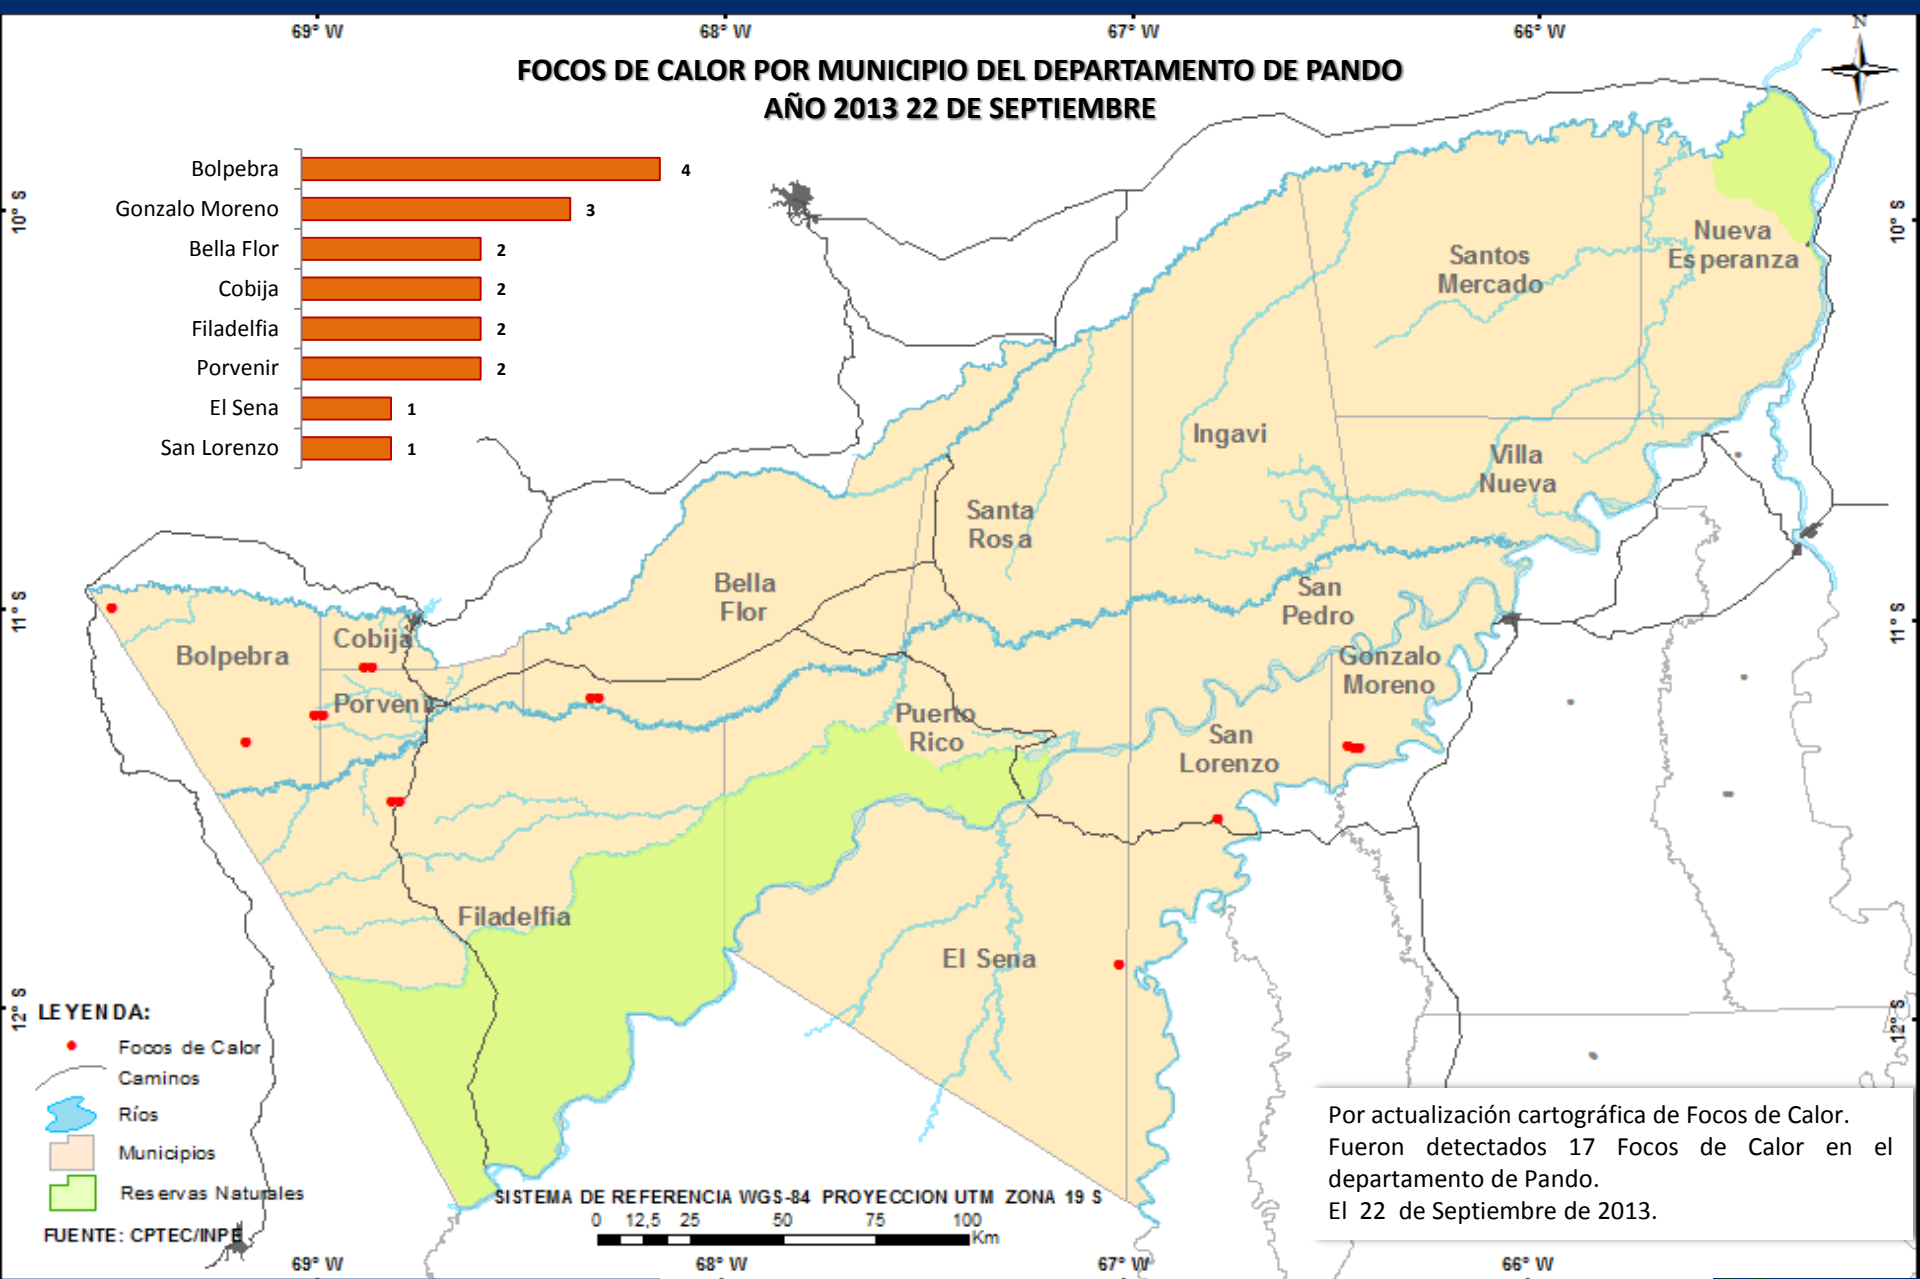 69° W 68° W 67° W 66° W
N
FOCOS DE CALOR POR MUNICIPIO DEL DEPARTAMENTO DE PANDO
AÑO 2013 22 DE SEPTIEMBRE
Bolpebra 4
Gonzalo Moreno 3
Bella Flor 2
Cobija 2
Filadelfia 2
Porvenir 2
El Sena 1
San Lorenzo 1
10° S
10° S
Nueva
Esperanza
Santos
Mercado
Ingavi
Villa
Nueva
Santa
Rosa
Bella
Flor
San
Pedro
11° S
11° S
Cobija
Bolpebra
Gonzalo
Moreno
Porvenir
Puerto
Rico
San
Lorenzo
Filadelfia
El Sena
12° S
12° S
LEYENDA:
Focos de Calor
Caminos
Ríos
Municipios
Reservas Naturales
FUENTE: CPTEC/INPE
SISTEMA DE REFERENCIA WGS-84 PROYECCION UTM ZONA 19 S
0 12,5 25 50 75 100
Km
Por actualización cartográfica de Focos de Calor.
Fueron detectados 17 Focos de Calor en el
departamento de Pando.
El 22 de Septiembre de 2013.
69° W 68° W 67° W 66° W